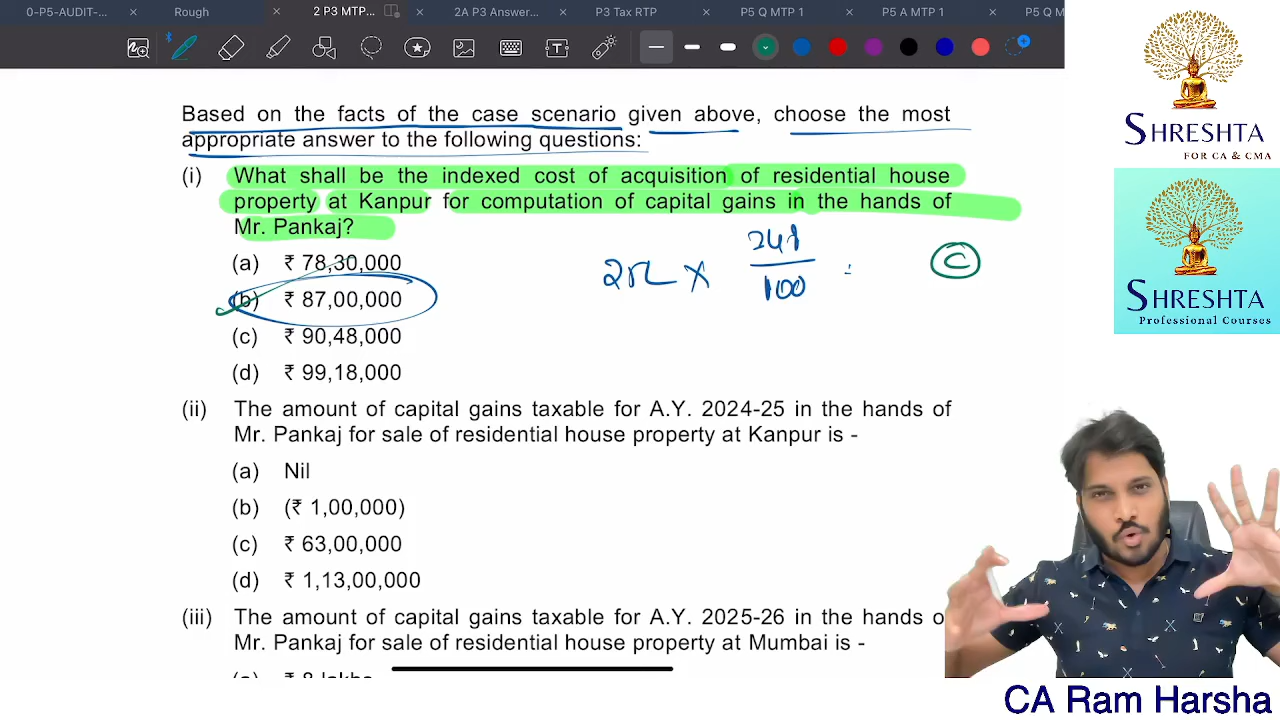 0-P5-AUDIT-... Rough 2 P3 MTP... 2A P3 Answer... P3 Tax RTP P5 Q MTP 1 P5 A MTP 1 P5 Q M
Based on the facts of the case scenario given above, choose the most
appropriate answer to the following questions:
(i) What shall be the indexed cost of acquisition of residential house
property at Kanpur for computation of capital gains in the hands of
Mr. Pankaj?
(a) ₹ 78,30,000
(b) ₹ 87,00,000
(c) ₹ 90,48,000
(d) ₹ 99,18,000
100
C
(ii) The amount of capital gains taxable for A.Y. 2024-25 in the hands of
Mr. Pankaj for sale of residential house property at Kanpur is -
(a) Nil
(b) (₹ 1,00,000)
(c) ₹ 63,00,000
(d) ₹ 1,13,00,000
(iii) The amount of capital gains taxable for A.Y. 2025-26 in the hands of
Mr. Pankaj for sale of residential house property at Mumbai is -
SHRESHTA
FOR CA & CMA
SHRESHTA
Professional Courses
CA Ram Harsha